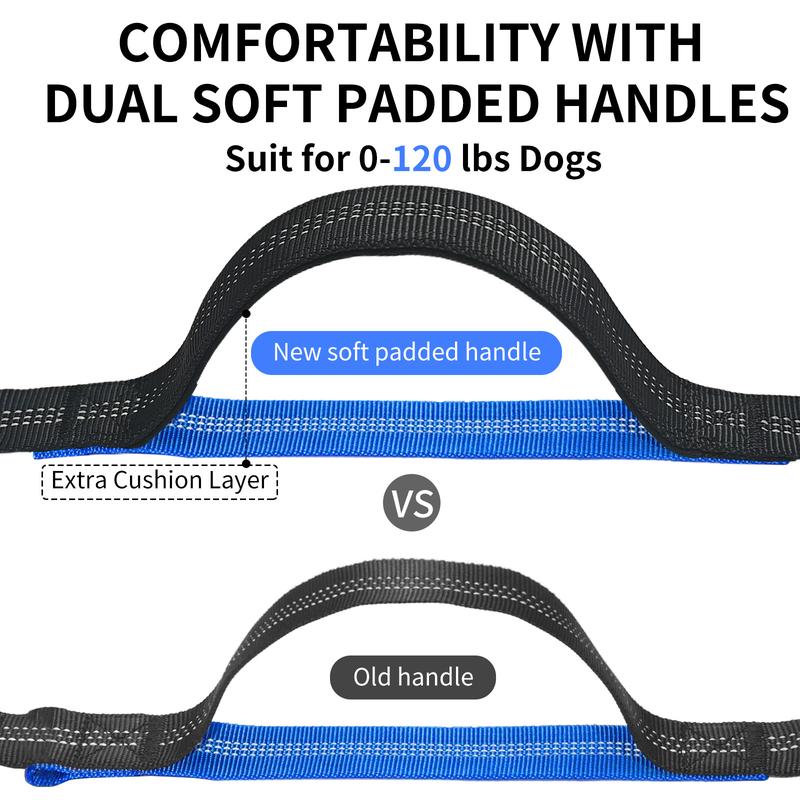 COMFORTABILITY WITH
DUAL SOFT PADDED HANDLES
Suit for 0-120 lbs Dogs
New soft padded handle
Extra Cushion Layer
VS
Old handle